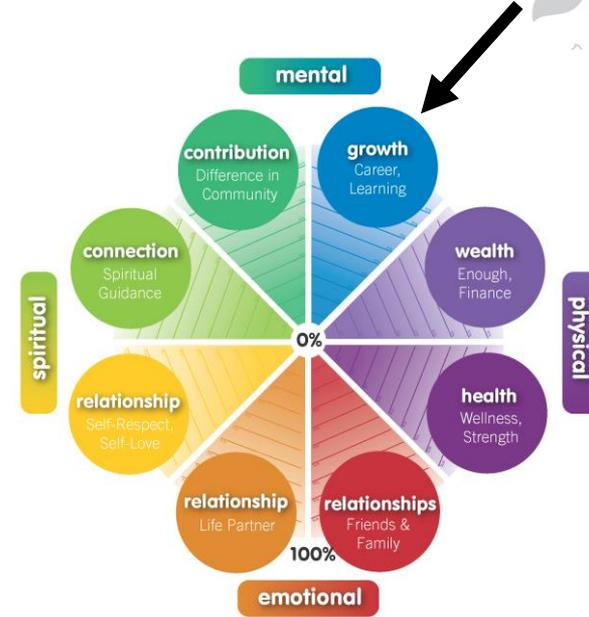 mental
contribution
Difference in
Community
growth
Career,
Learning
connection
Spiritual
Guidance
wealth
Enough,
Finance
spiritual
0%
physical
relationship
Self-Respect,
Self-Love
health
Wellness,
Strength
relationship
Life Partner
relationships
Friends &
Family
100%
emotional